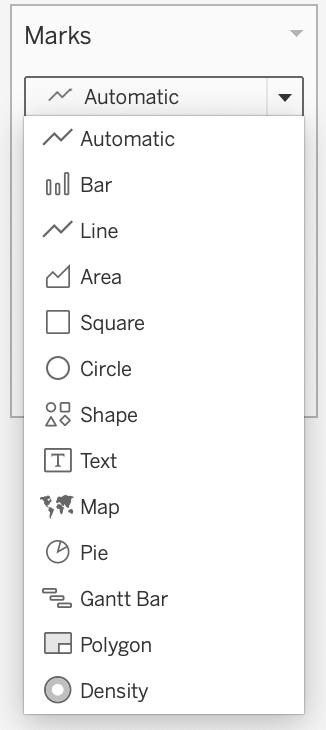 Marks
Automatic
Automatic
Bar
Line
Area
Square
Circle
Shape
T Text
Map
Pie
Gantt Bar
Polygon
Density